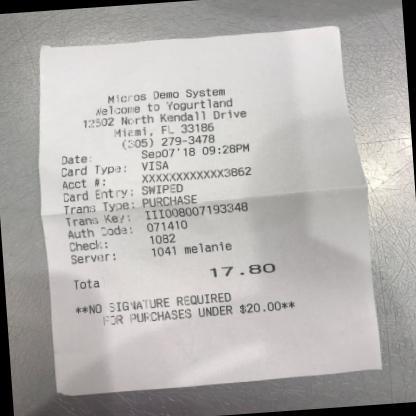 Micros Demo System
Welcome to Yogurtland
12502 North Kendall Drive
Miami, FL 33186
(305) 279-3478
Date: Sep07'18 09:28PM
Card Type: VISA
Acct #: XXXXXXXXXXXX3862
Card Entry: SWIPED
Trans Type: PURCHASE
Trans Key: III008007193348
Auth Code: 071410
Check: 1082
Server: 1041 melanie
Tota 17.80
**NO SIGNATURE REQUIRED
FOR PURCHASES UNDER $20.00**